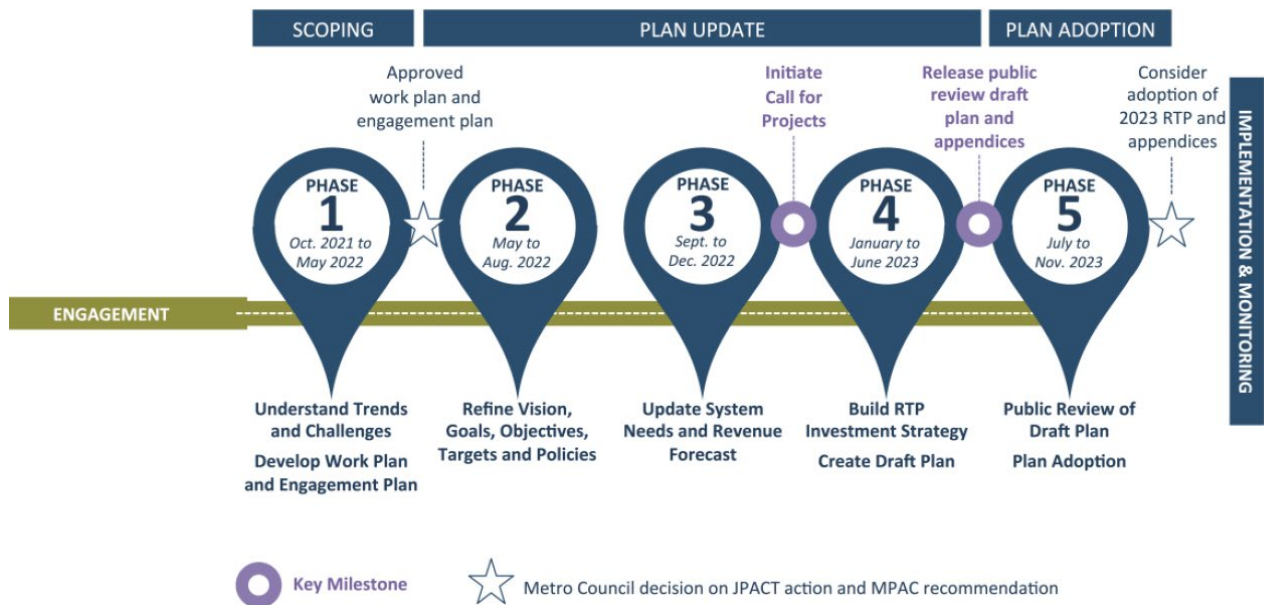 SCOPING
PLAN UPDATE
PLAN ADOPTION
Approved
work plan and
engagement plan
Initiate
Call for
Projects
Release public
review draft
plan and
appendices
Consider
adoption of
2023 RTP and
appendices
PHASE
1
Oct. 2021 to
May 2022
PHASE
2
May to
Aug. 2022
PHASE
3
Sept. to
Dec. 2022
PHASE
4
January to
June 2023
PHASE
5
July to
Nov. 2023
IMPLEMENTATION & MONITORING
ENGAGEMENT
Understand Trends
and Challenges
Develop Work Plan
and Engagement Plan
Refine Vision,
Goals, Objectives,
Targets and Policies
Update System
Needs and Revenue
Forecast
Build RTP
Investment Strategy
Create Draft Plan
Public Review of
Draft Plan
Plan Adoption
Key Milestone
Metro Council decision on JPACT action and MPAC recommendation